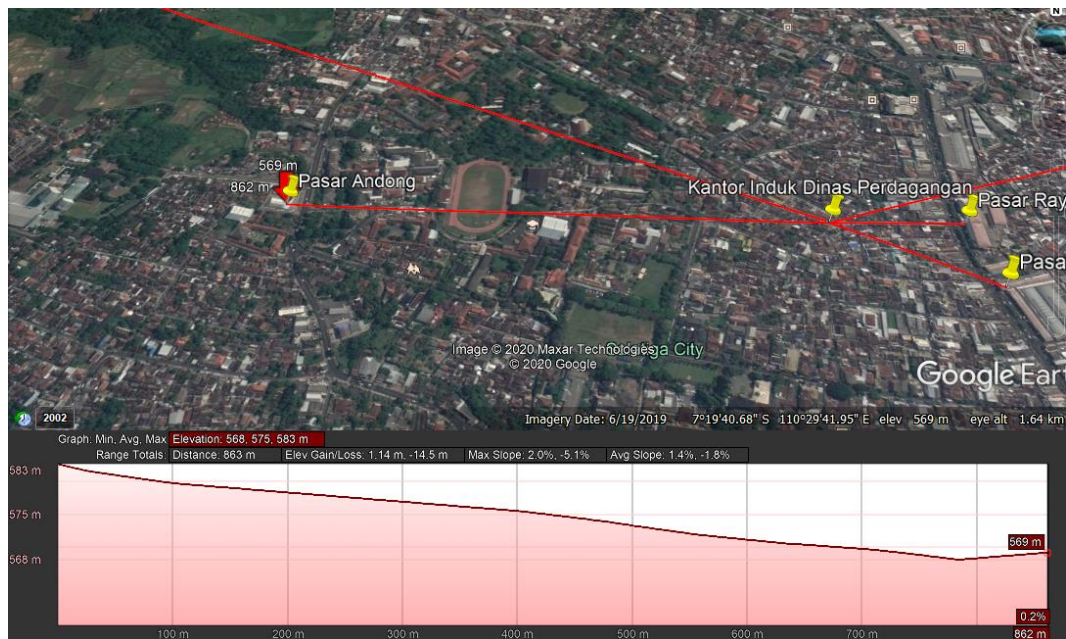 N
569 m
862 m
Pasar Andong
Kantor Induk Dinas Perdagangan
Pasar Ray
Pasa
Image © 2020 Maxar Technologies
© 2020 Google
City
Google Eart
2002
Imagery Date: 6/19/2019 7°19'40.68" S 110°29'41.95" E elev 569 m eye alt 1.64 km
Graph: Min, Avg, Max Elevation: 568, 575, 583 m
Range Totals: Distance: 863 m Elev Gain/Loss: 1.14 m, -14.5 m Max Slope: 2.0%, -5.1% Avg Slope: 1.4%, -1.8%
583 m
575 m
568 m
569 m
0.2%
100 m 200 m 300 m 400 m 500 m 600 m 700 m 862 m